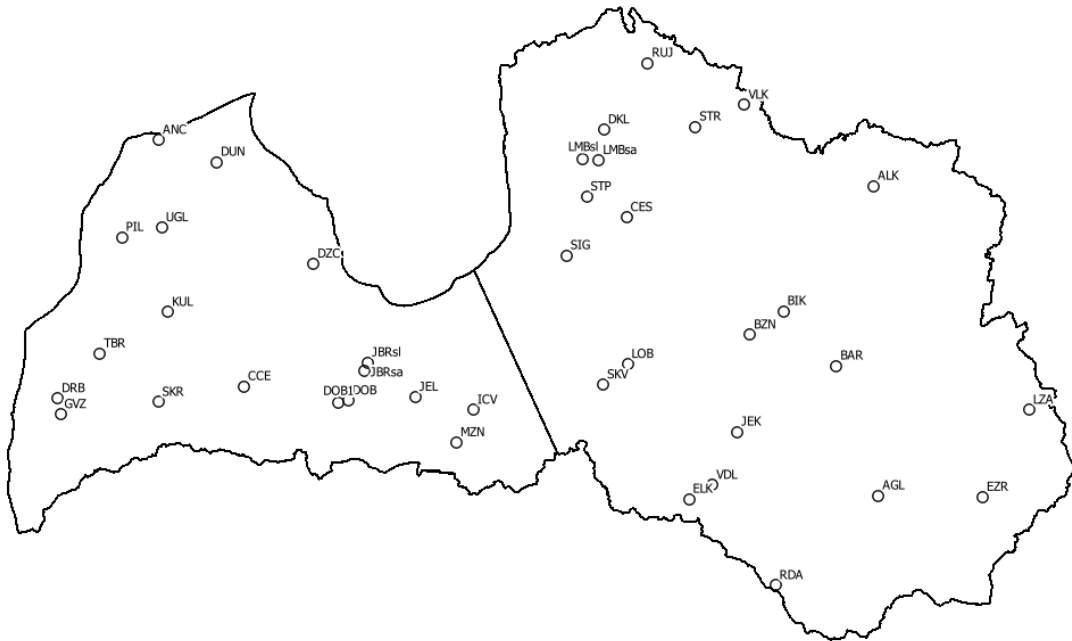 RUJ
VLK
ANC
DKL
STR
DUN
LMBsl
LMBsa
ALK
STP
CES
UGL
PIL
SIG
DZC
KUL
BIK
BZN
TBR
JBRsl
LOB
BAR
JBRsa
SKV
CCE
DRB
SKR
DOB1
DOB
JEL
ICV
LZA
GVZ
JEK
MZN
VDL
ELK
AGL
EZR
RDA